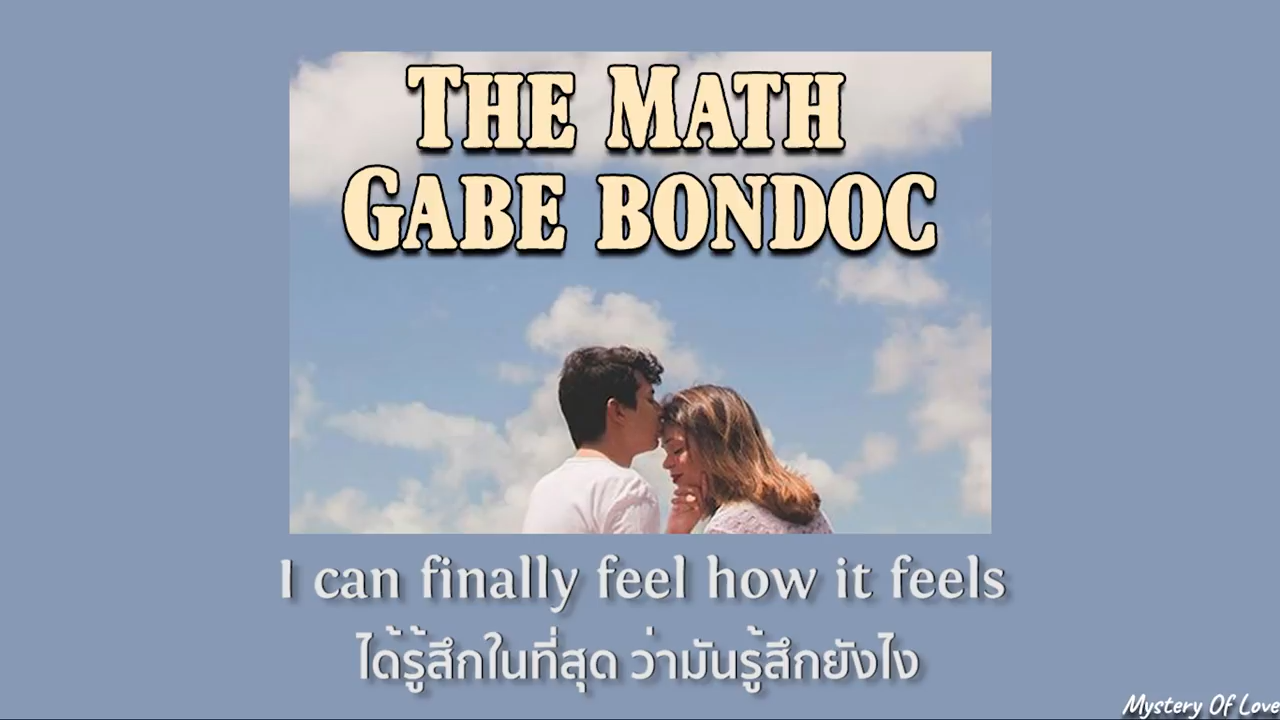 THE MATH
GABE BONDOC
I can finally feel how it feels
ได้รู้สึกในที่สุด ว่ามันรู้สึกยังไง
Mystery Of Love